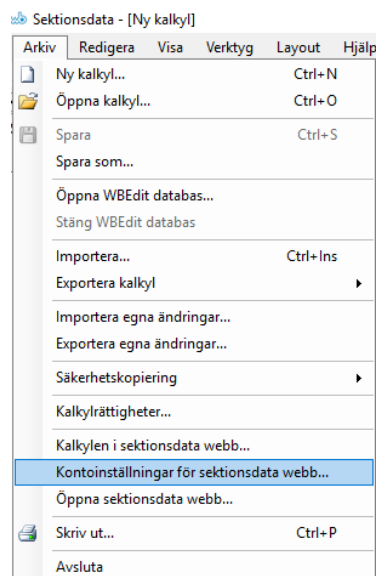 Sektionsdata - [Ny kalkyl]
Arkiv Redigera Visa Verktyg Layout Hjälp
Ny kalkyl... Ctrl+N
Öppna kalkyl... Ctrl+O
Spara Ctrl+S
Spara som...
Öppna WBEdit databas...
Stäng WBEdit databas
Importera... Ctrl+Ins
Exportera kalkyl
Importera egna ändringar...
Exportera egna ändringar...
Säkerhetskopiering
Kalkylrättigheter...
Kalkylen i sektionsdata webb...
Kontoinställningar för sektionsdata webb...
Öppna sektionsdata webb...
Skriv ut... Ctrl+P
Avsluta